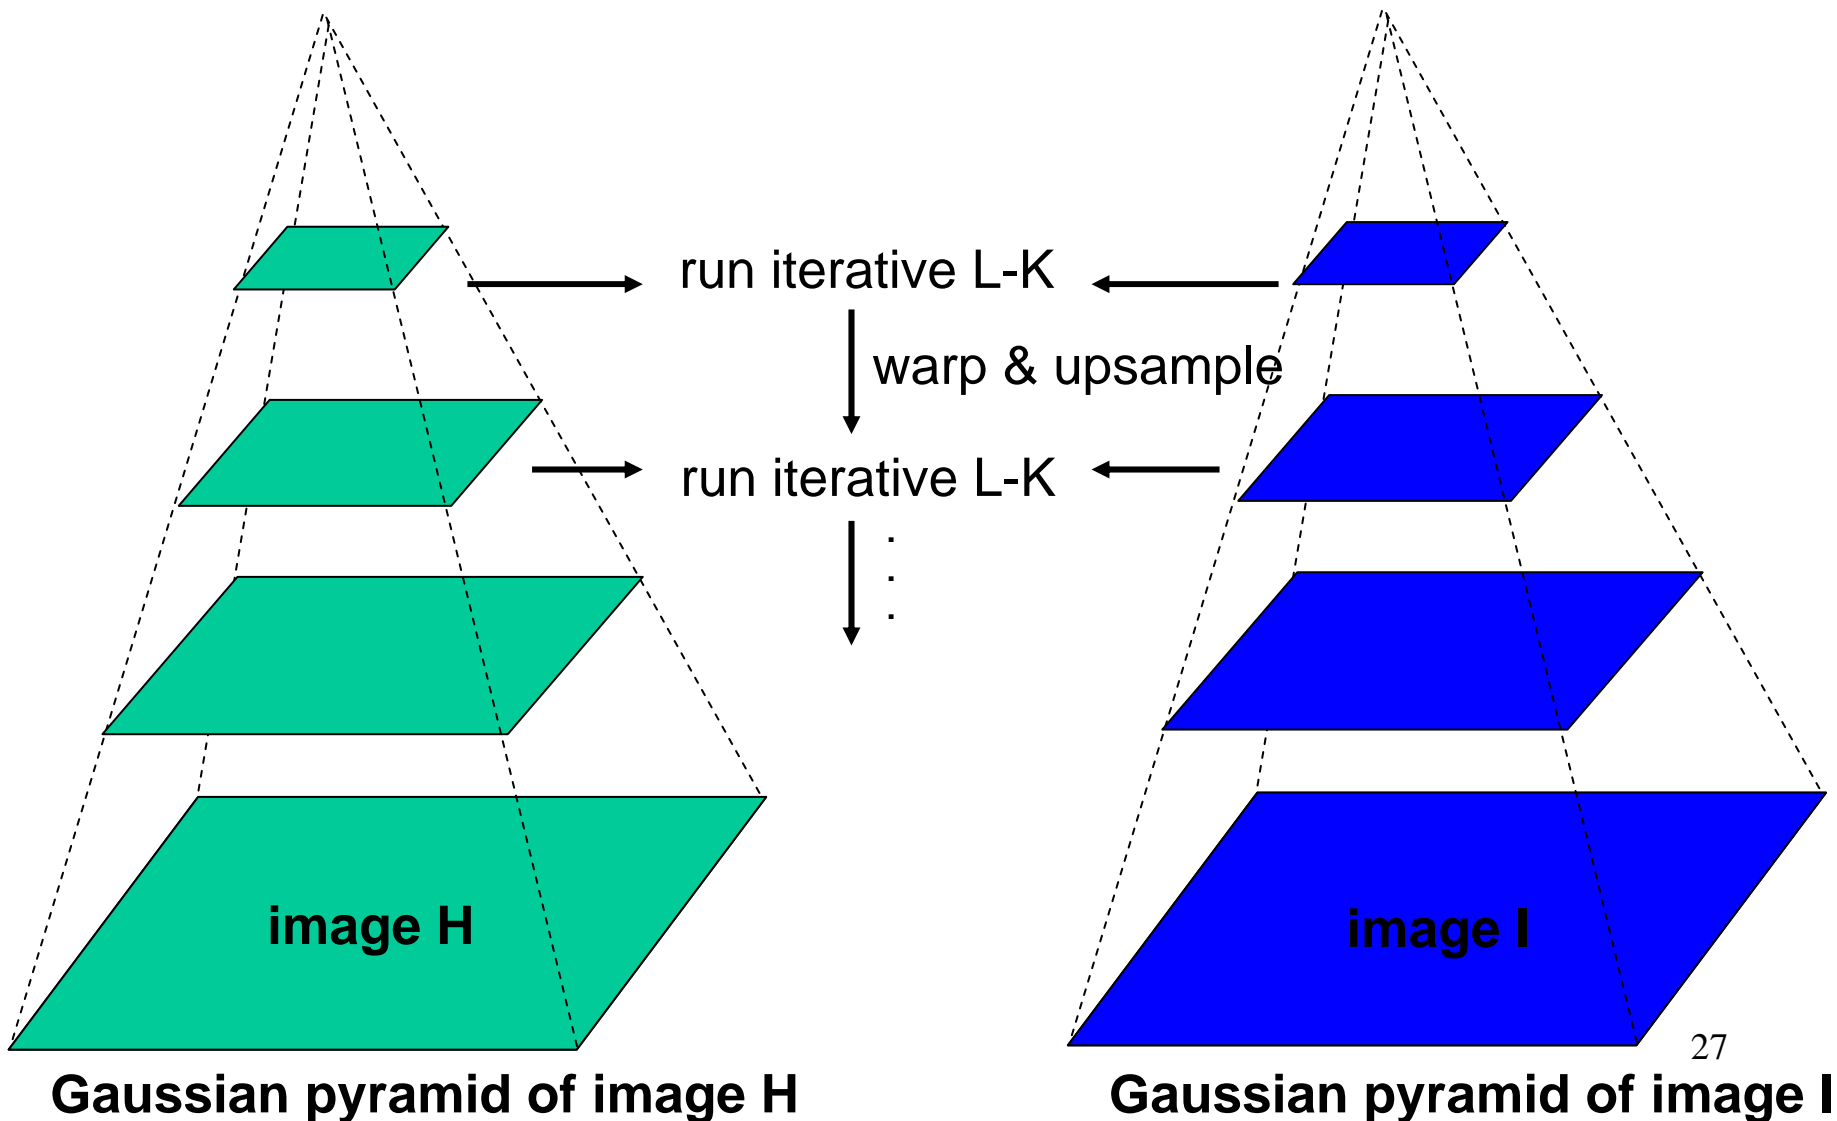 run iterative L-K
warp & upsample
run iterative L-K
.
.
.
image H
image I
27
Gaussian pyramid of image H
Gaussian pyramid of image I